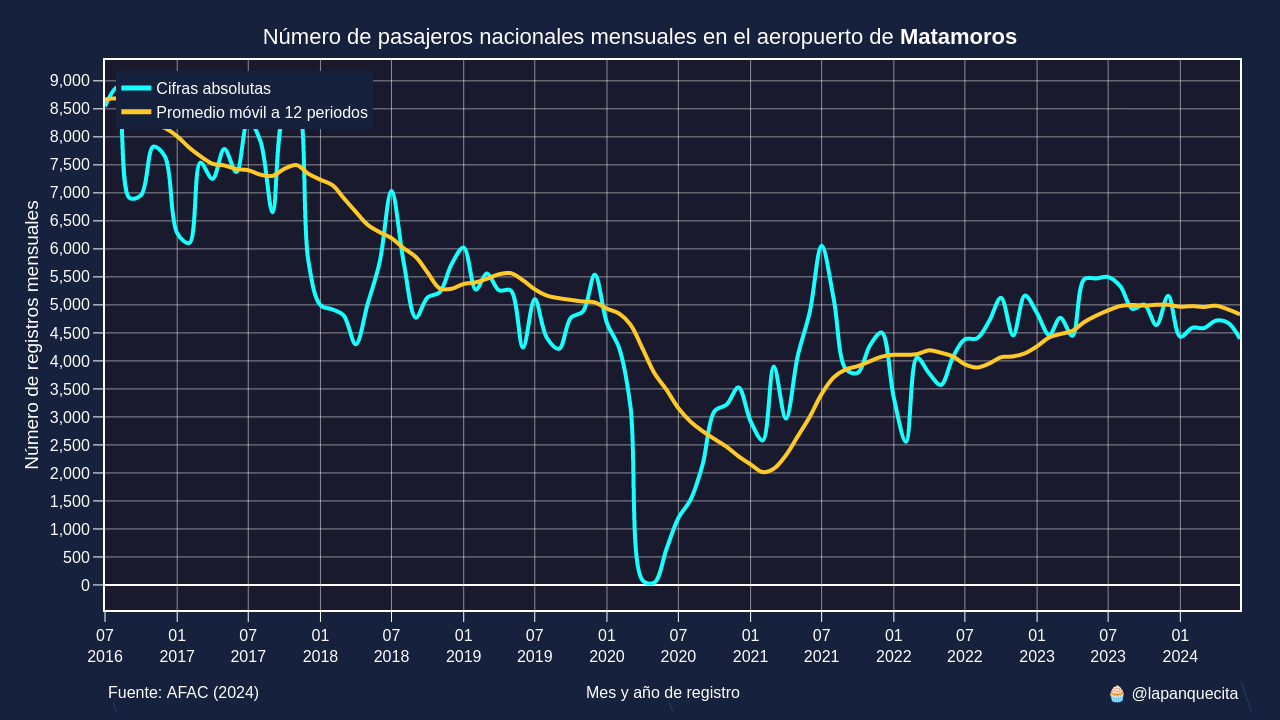 Número de pasajeros nacionales mensuales en el aeropuerto de Matamoros
Cifras absolutas
Promedio móvil a 12 periodos
Número de registros mensuales
9,000
8,500
8,000
7,500
7,000
6,500
6,000
5,500
5,000
4,500
4,000
3,500
3,000
2,500
2,000
1,500
1,000
500
0
07 01 07 01 07 01 07 01 07 01 07 01 07 01 07 01
2016 2017 2017 2018 2018 2019 2019 2020 2020 2021 2021 2022 2022 2023 2023 2024
Fuente: AFAC (2024)
Mes y año de registro
🧁 @lapanquecita